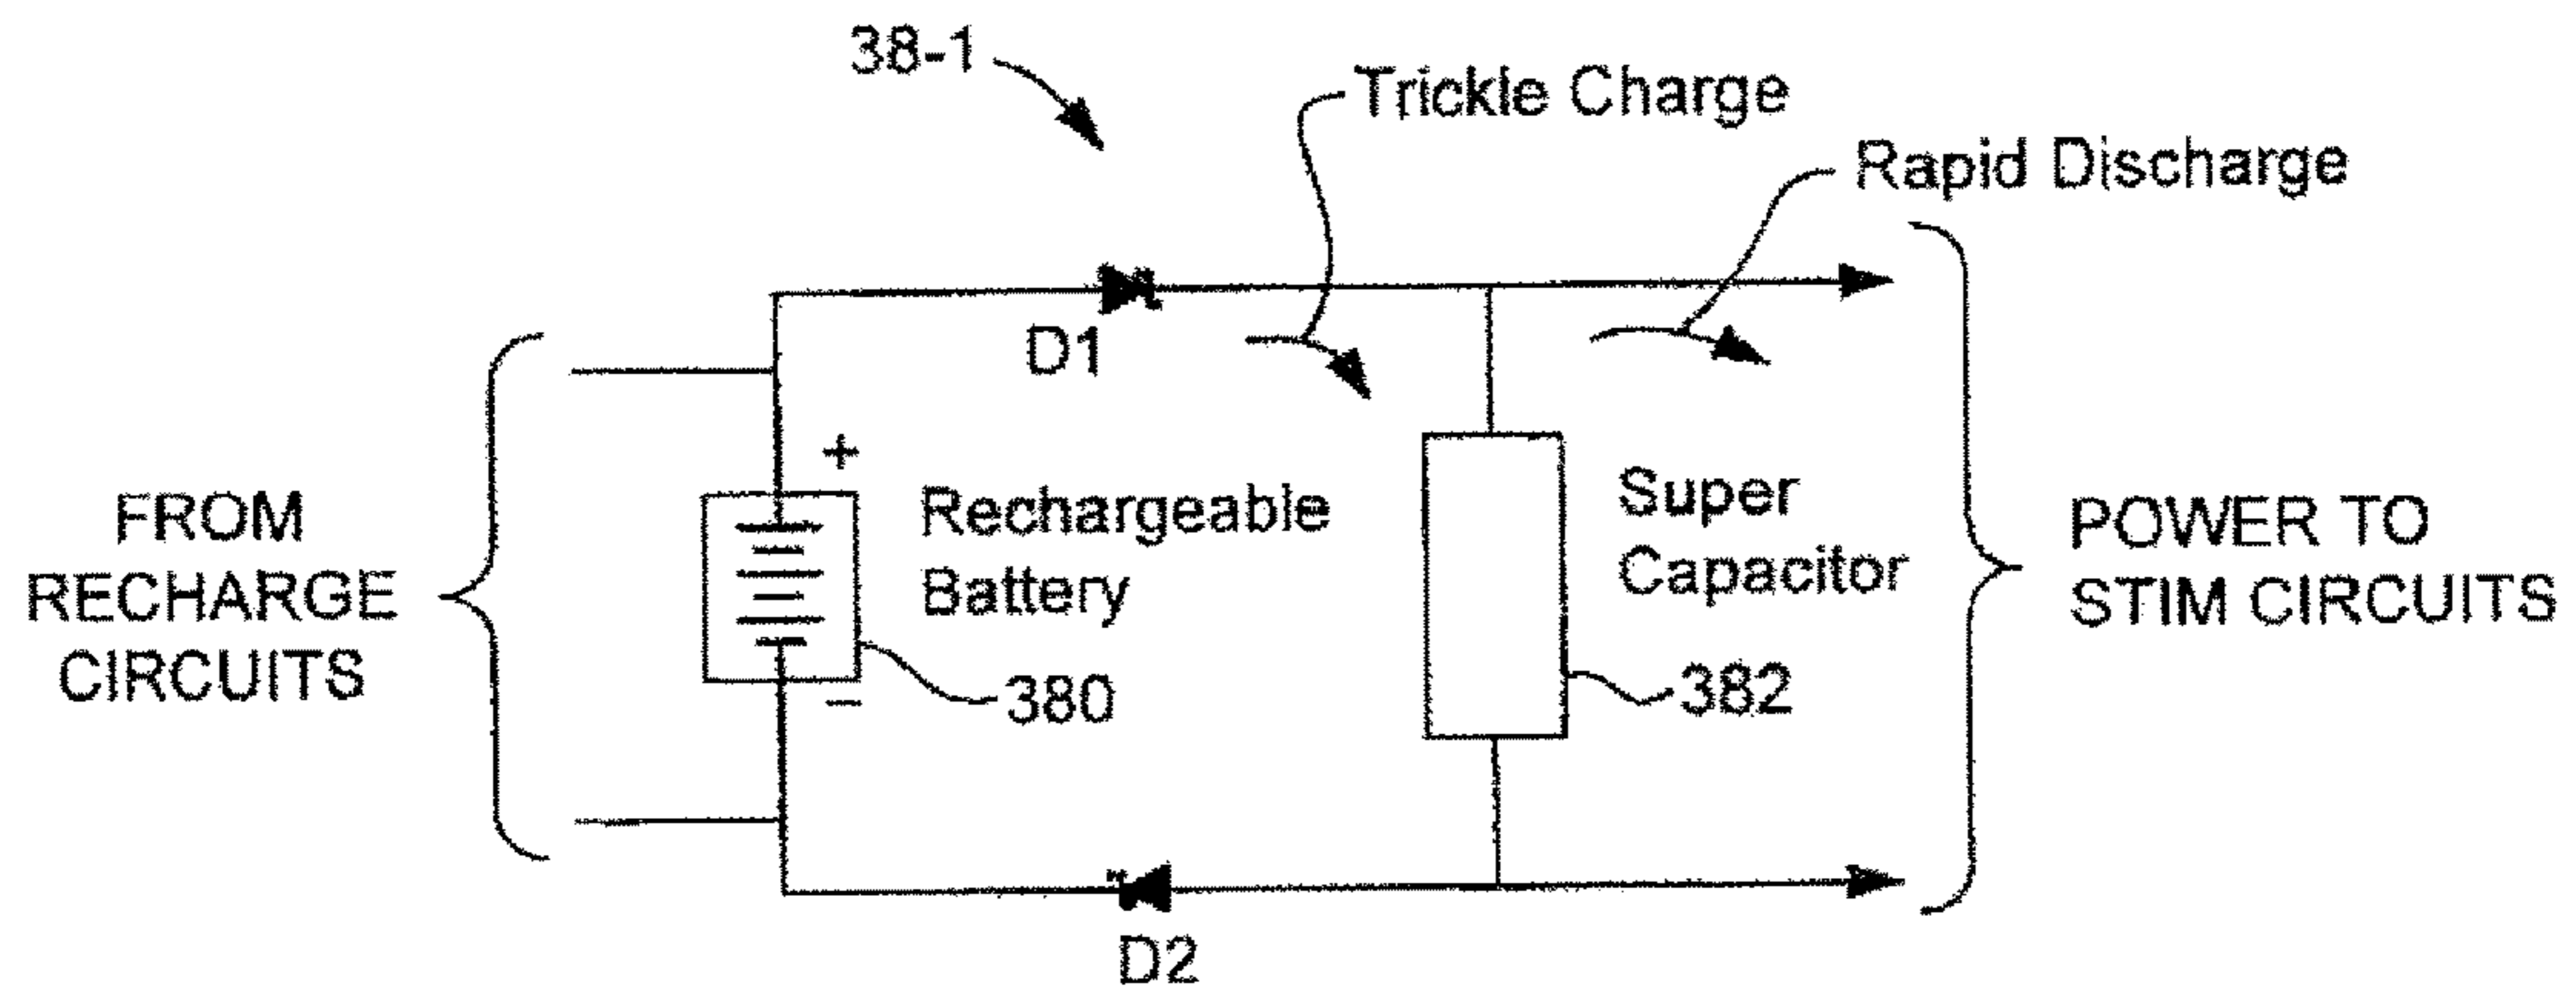 38-1
Trickle Charge
Rapid Discharge
D1
+
FROM
RECHARGE
CIRCUITS
Rechargeable
Battery
380
−
Super
Capacitor
382
POWER TO
STIM CIRCUITS
D2